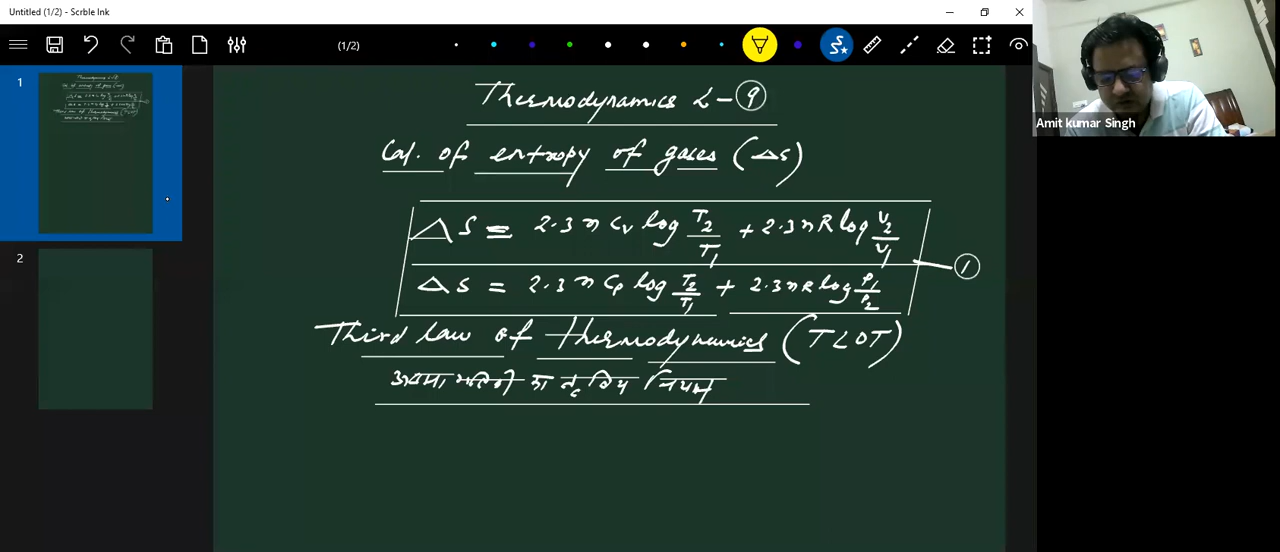 Untitled (1/2) - Scrble Ink
(1/2)
Amit kumar Singh
1
2
Thermodynamics L-9
Cal. of entropy of gases (ΔS)
ΔS = 2.3 n Cv log T2/T1 + 2.3 n R log V2/V1
ΔS = 2.3 n Cp log T2/T1 + 2.3 n R log P1/P2
1
Third law of thermodynamics (TLOT)
ऊष्मा गतिकी का तृतीय नियम